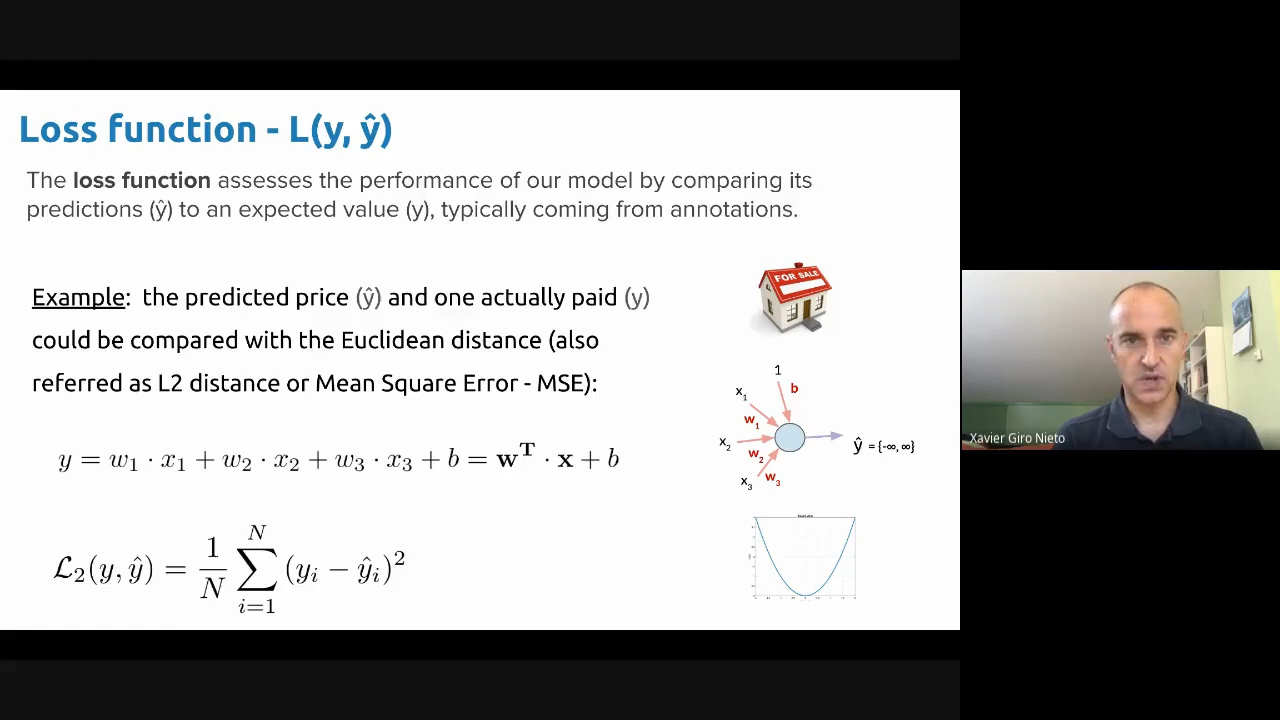 Loss function - L(y, ŷ)
The loss function assesses the performance of our model by comparing its
predictions (ŷ) to an expected value (y), typically coming from annotations.
Example: the predicted price (ŷ) and one actually paid (y)
could be compared with the Euclidean distance (also
referred as L2 distance or Mean Square Error - MSE):
y = w₁ · x₁ + w₂ · x₂ + w₃ · x₃ + b = wᵀ · x + b
ℒ₂(y, ŷ) = 1/N ∑ᵢ₌₁ᴺ (yᵢ − ŷᵢ)²
FOR SALE
1
b
x₁
w₁
x₂
w₂
x₃
w₃
ŷ = {-∞, ∞}
Xavier Giro Nieto